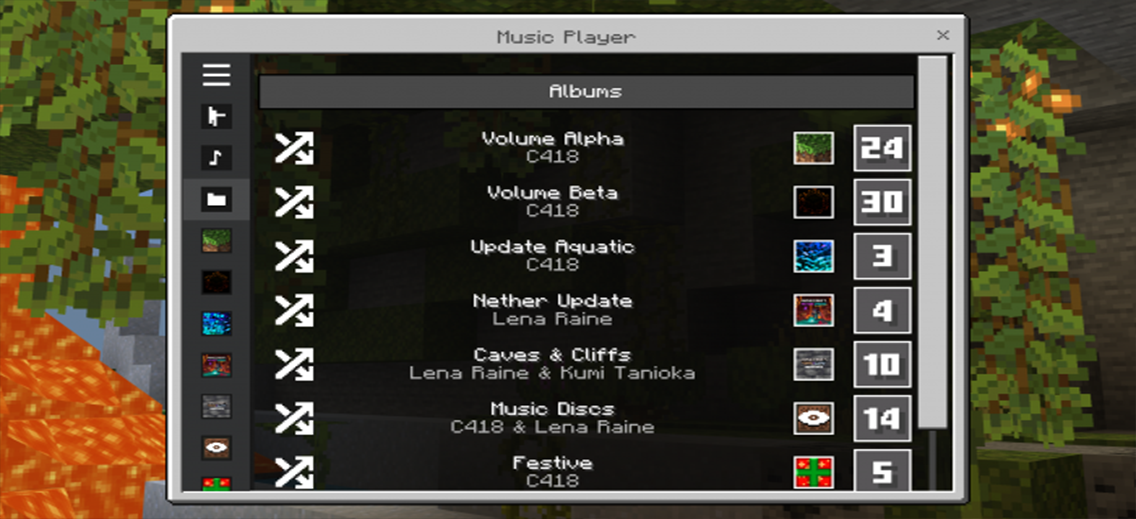 Music Player
Albums
Volume Alpha
C418
24
Volume Beta
C418
30
Update Aquatic
C418
3
Nether Update
Lena Raine
4
Caves & Cliffs
Lena Raine & Kumi Tanioka
10
Music Discs
C418 & Lena Raine
14
Festive
C418
5